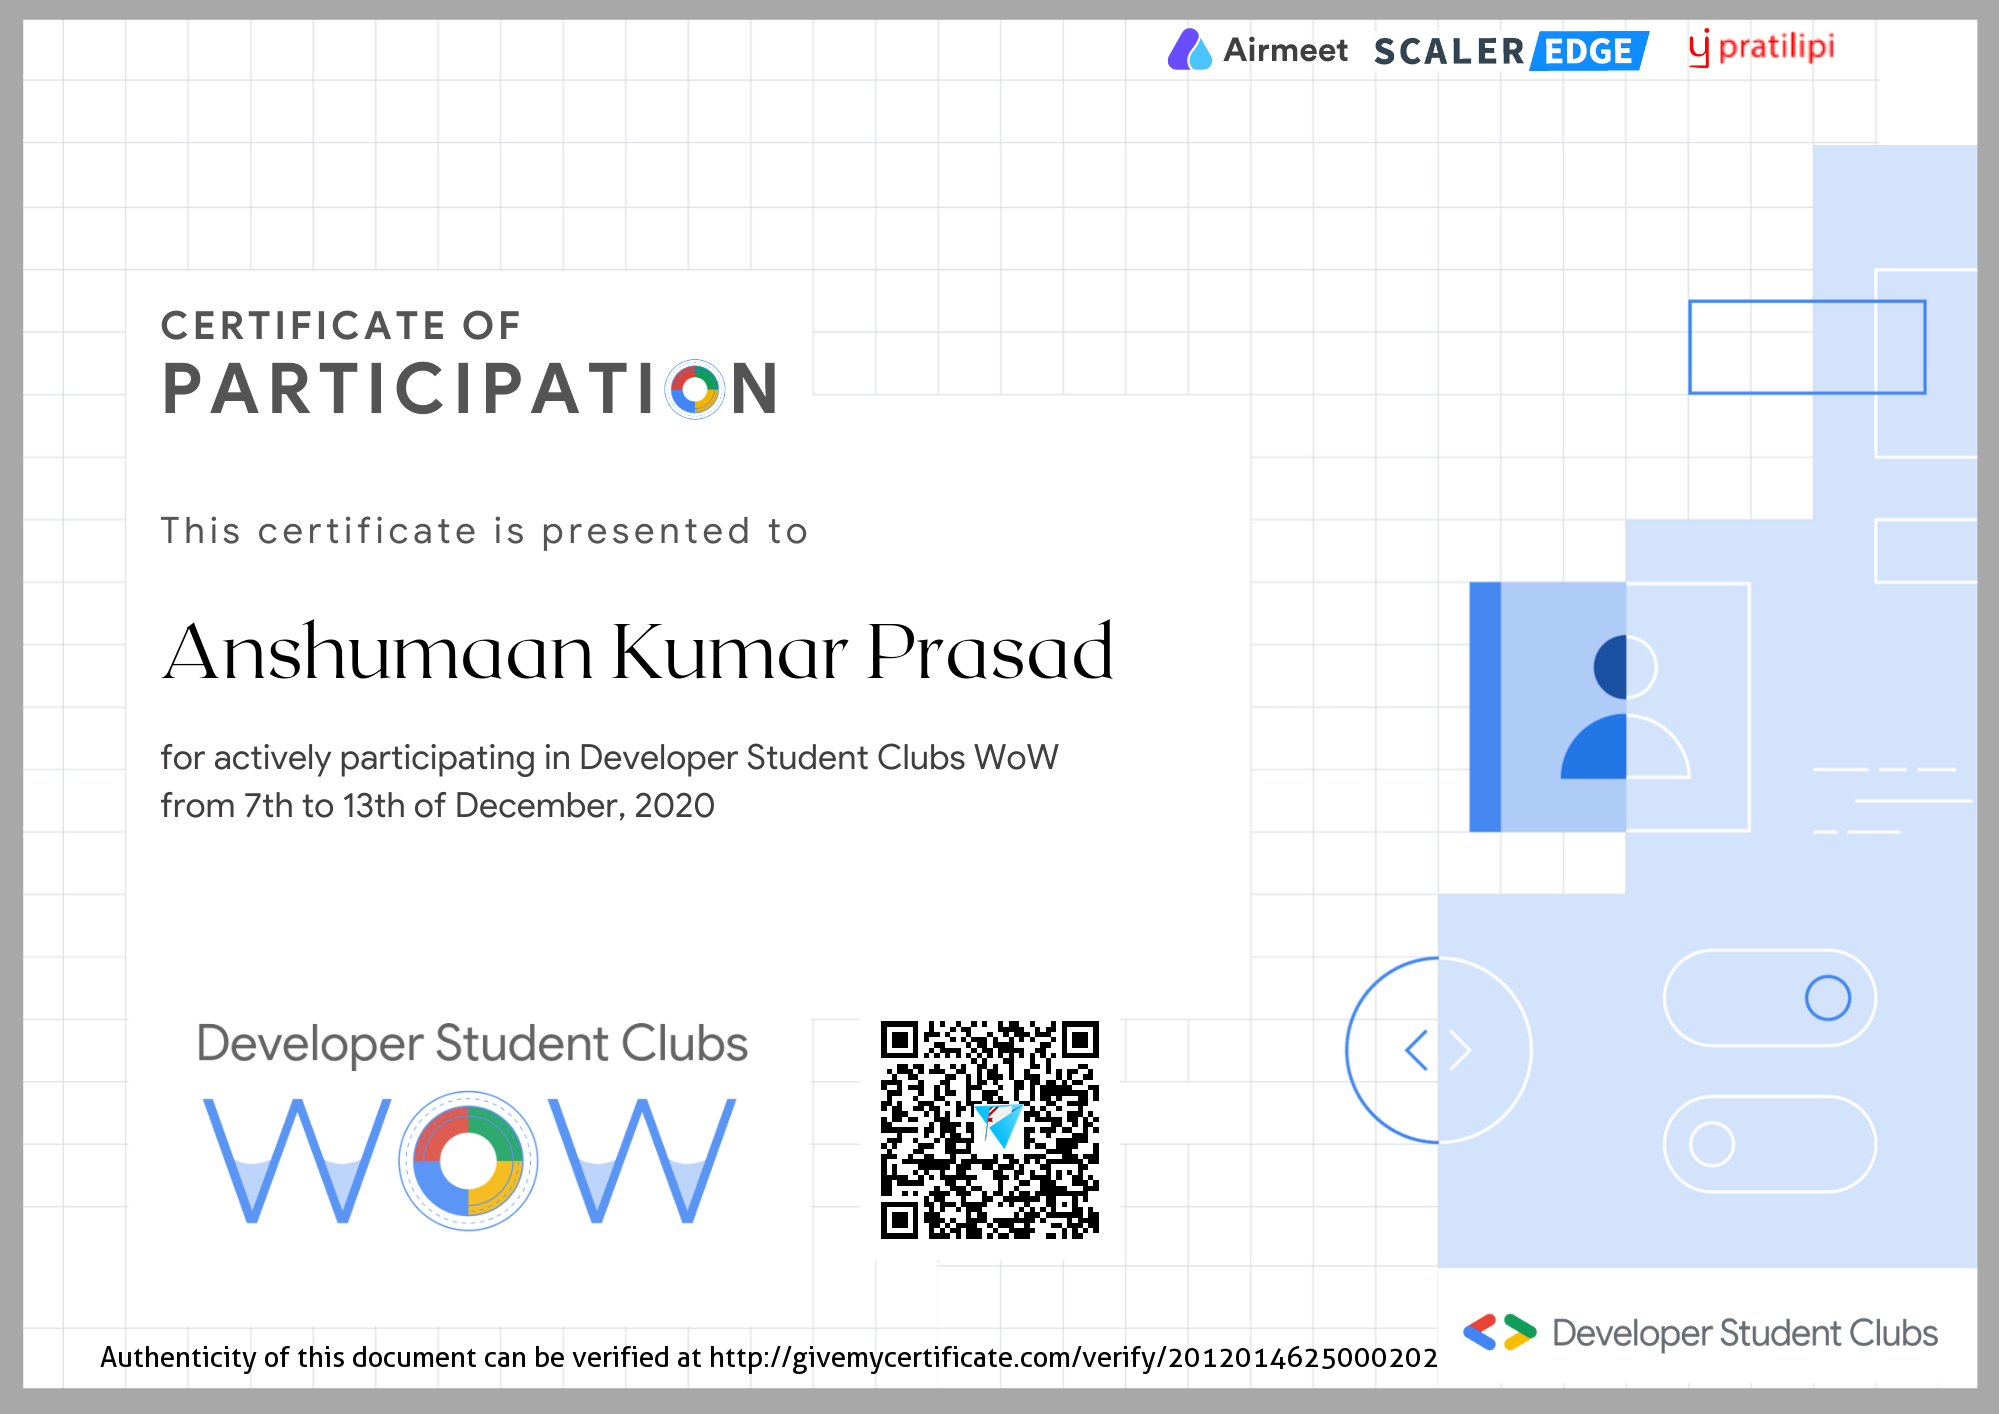 Airmeet SCALER EDGE pratilipi
CERTIFICATE OF
PARTICIPATION
This certificate is presented to
Anshumaan Kumar Prasad
for actively participating in Developer Student Clubs WoW
from 7th to 13th of December, 2020
Developer Student Clubs
WOW
Developer Student Clubs
Authenticity of this document can be verified at http://givemycertificate.com/verify/2012014625000202